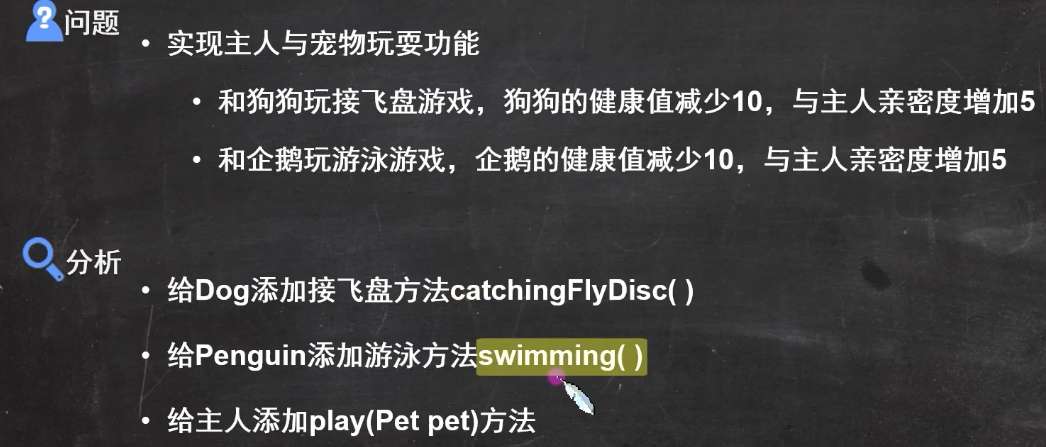 问题
• 实现主人与宠物玩耍功能
• 和狗狗玩接飞盘游戏，狗狗的健康值减少10，与主人亲密度增加5
• 和企鹅玩游泳游戏，企鹅的健康值减少10，与主人亲密度增加5
分析
• 给Dog添加接飞盘方法catchingFlyDisc( )
• 给Penguin添加游泳方法swimming( )
• 给主人添加play(Pet pet)方法